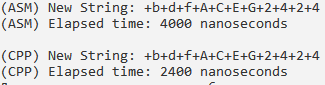 (ASM) New String: +b+d+f+A+C+E+G+2+4+2+4
(ASM) Elapsed time: 4000 nanoseconds
(CPP) New String: +b+d+f+A+C+E+G+2+4+2+4
(CPP) Elapsed time: 2400 nanoseconds